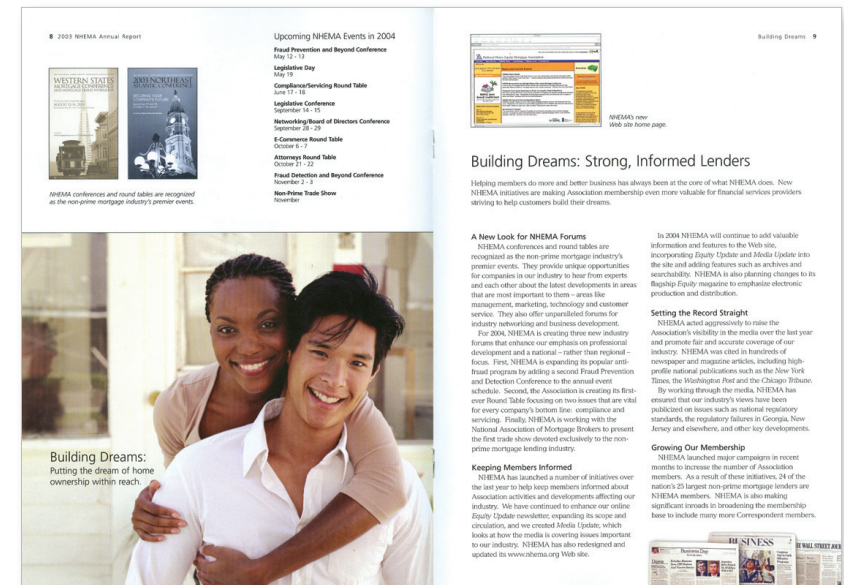 8 2003 NHEMA Annual Report
WESTERN STATES
MORTGAGE CONFERENCE
2003 NORTHEAST
ATLANTIC CONFERENCE
NHEMA conferences and round tables are recognized
as the non-prime mortgage industry's premier events.
Upcoming NHEMA Events in 2004
Fraud Prevention and Beyond Conference
May 12 - 13
Legislative Day
May 19
Compliance/Servicing Round Table
June 17 - 18
Legislative Conference
September 14 - 15
Networking/Board of Directors Conference
September 28 - 29
E-Commerce Round Table
October 6 - 7
Attorneys Round Table
October 21 - 22
Fraud Detection and Beyond Conference
November 2 - 3
Non-Prime Trade Show
November
Building Dreams:
Putting the dream of home
ownership within reach.
Building Dreams 9
NHEMA's new
Web site home page.
Building Dreams: Strong, Informed Lenders
Helping members do more and better business has always been at the core of what NHEMA does. New
NHEMA initiatives are making Association membership even more valuable for financial services providers
striving to help customers build their dreams.
A New Look for NHEMA Forums
NHEMA conferences and round tables are
recognized as the non-prime mortgage industry's
premier events. They provide unique opportunities
for companies in our industry to hear from experts
and each other about the latest developments in areas
that are most important to them – areas like
management, marketing, technology and customer
service. They also offer unparalleled forums for
industry networking and business development.
For 2004, NHEMA is creating three new industry
forums that enhance our emphasis on professional
development and a national – rather than regional –
focus. First, NHEMA is expanding its popular anti-
fraud program by adding a second Fraud Prevention
and Detection Conference to the annual event
schedule. Second, the Association is creating its first-
ever Round Table focusing on two issues that are vital
for every company's bottom line: compliance and
servicing. Finally, NHEMA is working with the
National Association of Mortgage Brokers to present
the first trade show devoted exclusively to the non-
prime mortgage lending industry.
Keeping Members Informed
NHEMA has launched a number of initiatives over
the last year to help keep members informed about
Association activities and developments affecting our
industry. We have continued to enhance our online
Equity Update newsletter, expanding its scope and
circulation, and we created Media Update, which
looks at how the media is covering issues important
to our industry. NHEMA has also redesigned and
updated its www.nhema.org Web site.
In 2004 NHEMA will continue to add valuable
information and features to the Web site,
incorporating Equity Update and Media Update into
the site and adding features such as archives and
searchability. NHEMA is also planning changes to its
flagship Equity magazine to emphasize electronic
production and distribution.
Setting the Record Straight
NHEMA acted aggressively to raise the
Association's visibility in the media over the last year
and promote fair and accurate coverage of our
industry. NHEMA was cited in hundreds of
newspaper and magazine articles, including high-
profile national publications such as the New York
Times, the Washington Post and the Chicago Tribune.
By working through the media, NHEMA has
ensured that our industry's views have been
publicized on issues such as national regulatory
standards, the regulatory failures in Georgia, New
Jersey and elsewhere, and other key developments.
Growing Our Membership
NHEMA launched major campaigns in recent
months to increase the number of Association
members. As a result of these initiatives, 24 of the
nation's 25 largest non-prime mortgage lenders are
NHEMA members. NHEMA is also making
significant inroads in broadening the membership
base to include many more Correspondent members.
Business Day
BUSINESS
THE WALL STREET JOUR